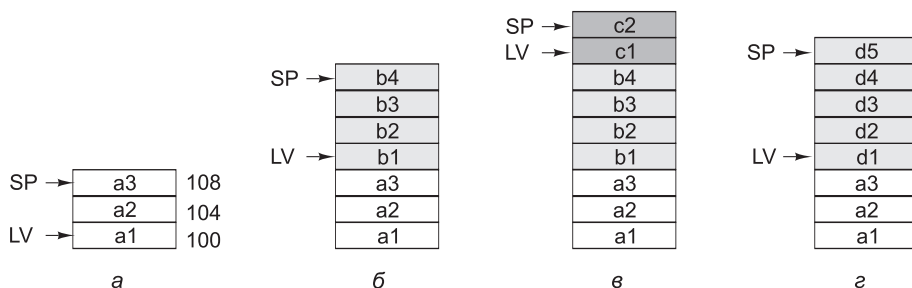 SP a3 108
a2 104
LV a1 100
а
SP b4
b3
b2
LV b1
a3
a2
a1
б
SP c2
LV c1
b4
b3
b2
b1
a3
a2
a1
в
SP d5
d4
d3
d2
LV d1
a3
a2
a1
г